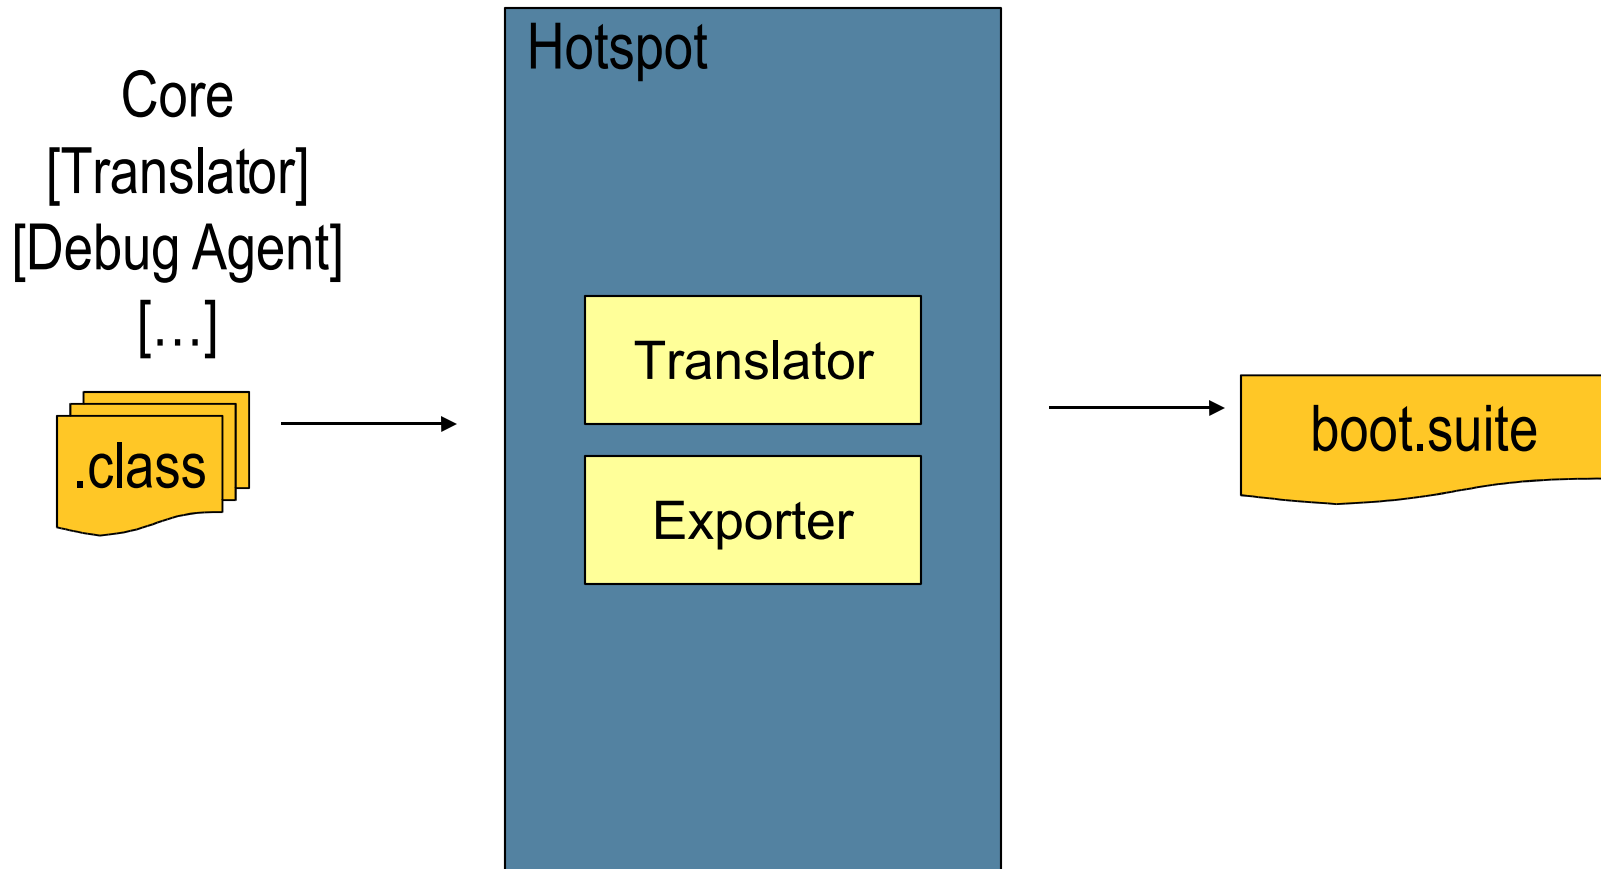 Core
[Translator]
[Debug Agent]
[…]
.class
Hotspot
Translator
Exporter
boot.suite